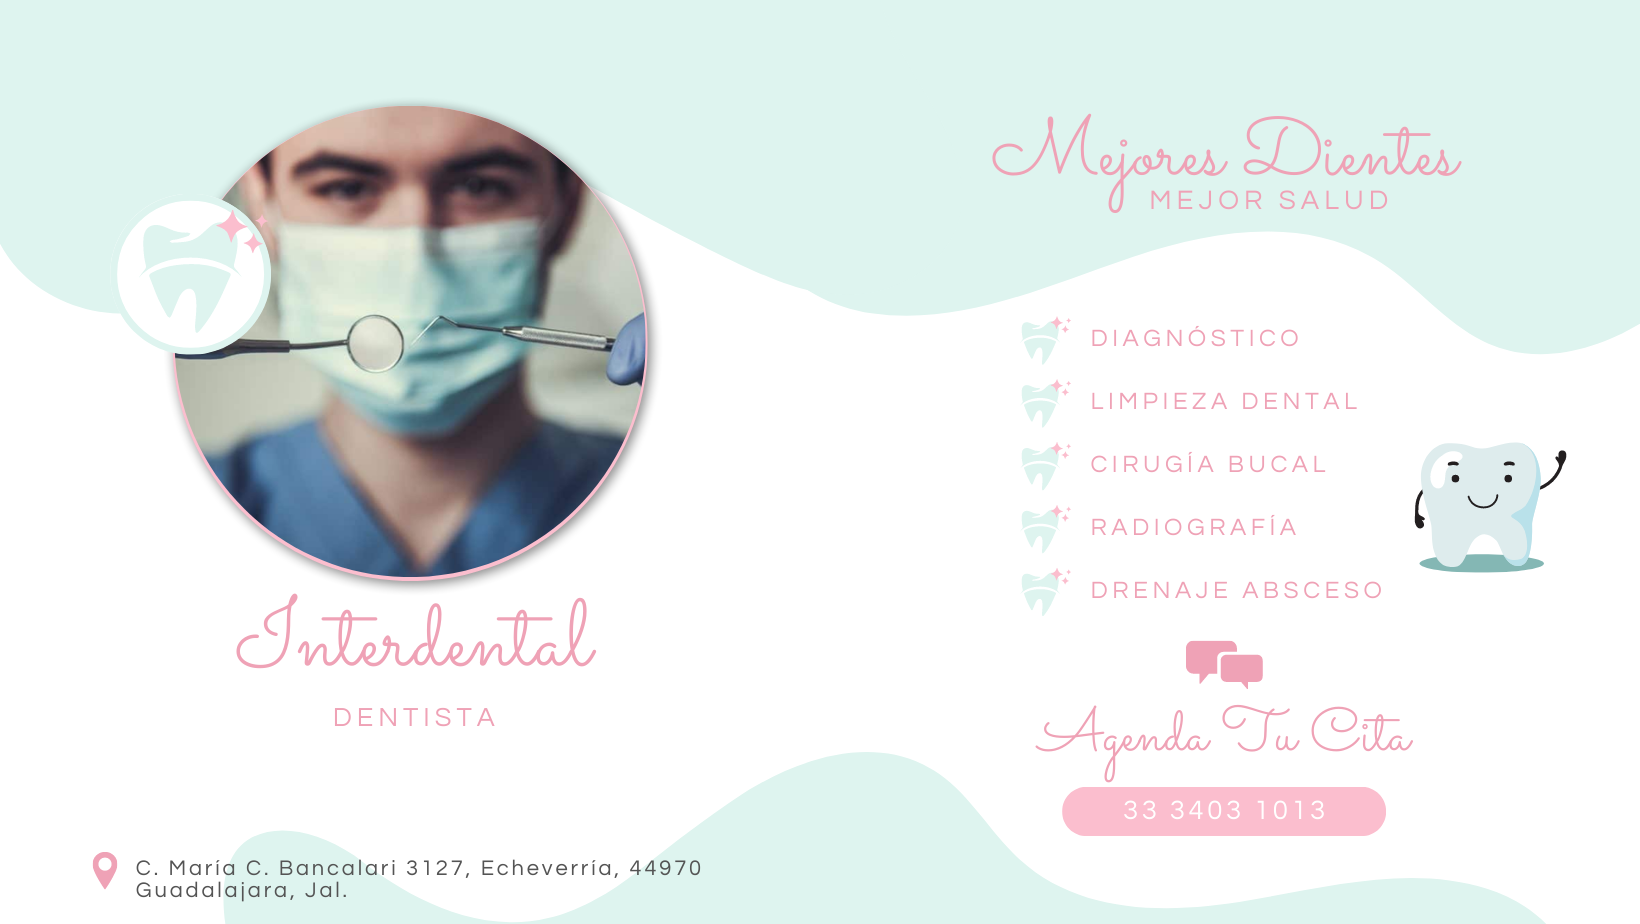 Interdental
DENTISTA
C. María C. Bancalari 3127, Echeverría, 44970
Guadalajara, Jal.
Mejores Dientes
MEJOR SALUD
DIAGNÓSTICO
LIMPIEZA DENTAL
CIRUGÍA BUCAL
RADIOGRAFÍA
DRENAJE ABSCESO
Agenda Tu Cita
33 3403 1013